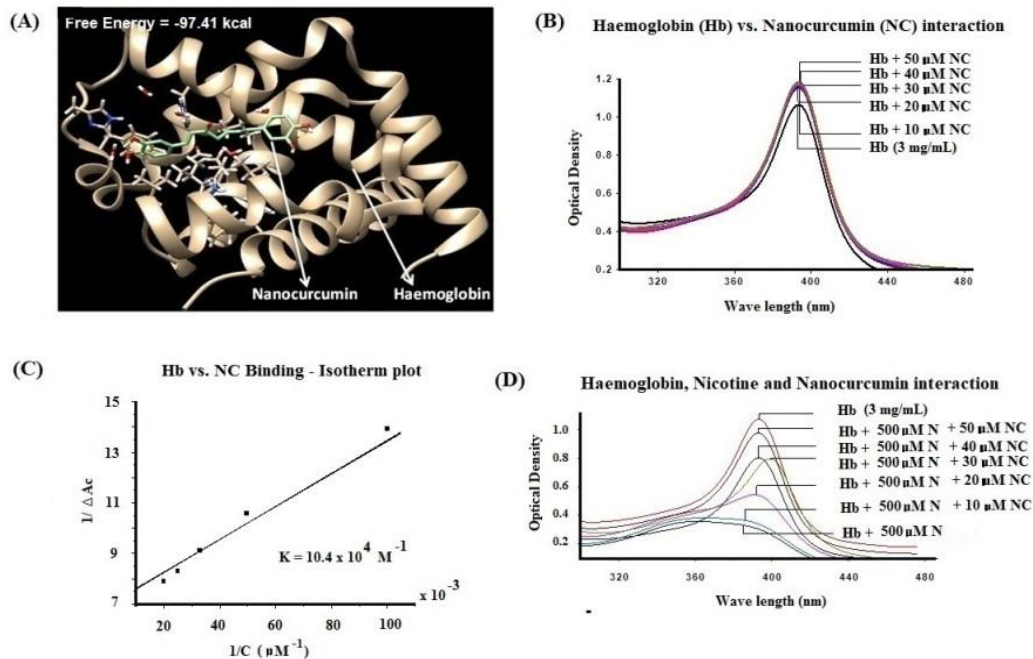 (A)
Free Energy = -97.41 kcal
Nanocurcumin
Haemoglobin
(B)
Haemoglobin (Hb) vs. Nanocurcumin (NC) interaction
Hb + 50 µM NC
Hb + 40 µM NC
Hb + 30 µM NC
Hb + 20 µM NC
Hb + 10 µM NC
Hb (3 mg/mL)
Optical Density
1.2
1.0
0.8
0.6
0.4
0.2
320
360
400
440
480
Wave length (nm)
(C)
Hb vs. NC Binding - Isotherm plot
1/ △Ac
15
13
11
9
7
K = 10.4 x 10⁴ M⁻¹
x 10⁻³
20
40
60
80
100
1/C ( µM⁻¹)
(D)
Haemoglobin, Nicotine and Nanocurcumin interaction
Hb (3 mg/mL)
Hb + 500 µM N + 50 µM NC
Hb + 500 µM N + 40 µM NC
Hb + 500 µM N + 30 µM NC
Hb + 500 µM N + 20 µM NC
Hb + 500 µM N + 10 µM NC
Hb + 500 µM N
Optical Density
1.0
0.8
0.6
0.4
0.2
320
360
400
440
480
Wave length (nm)